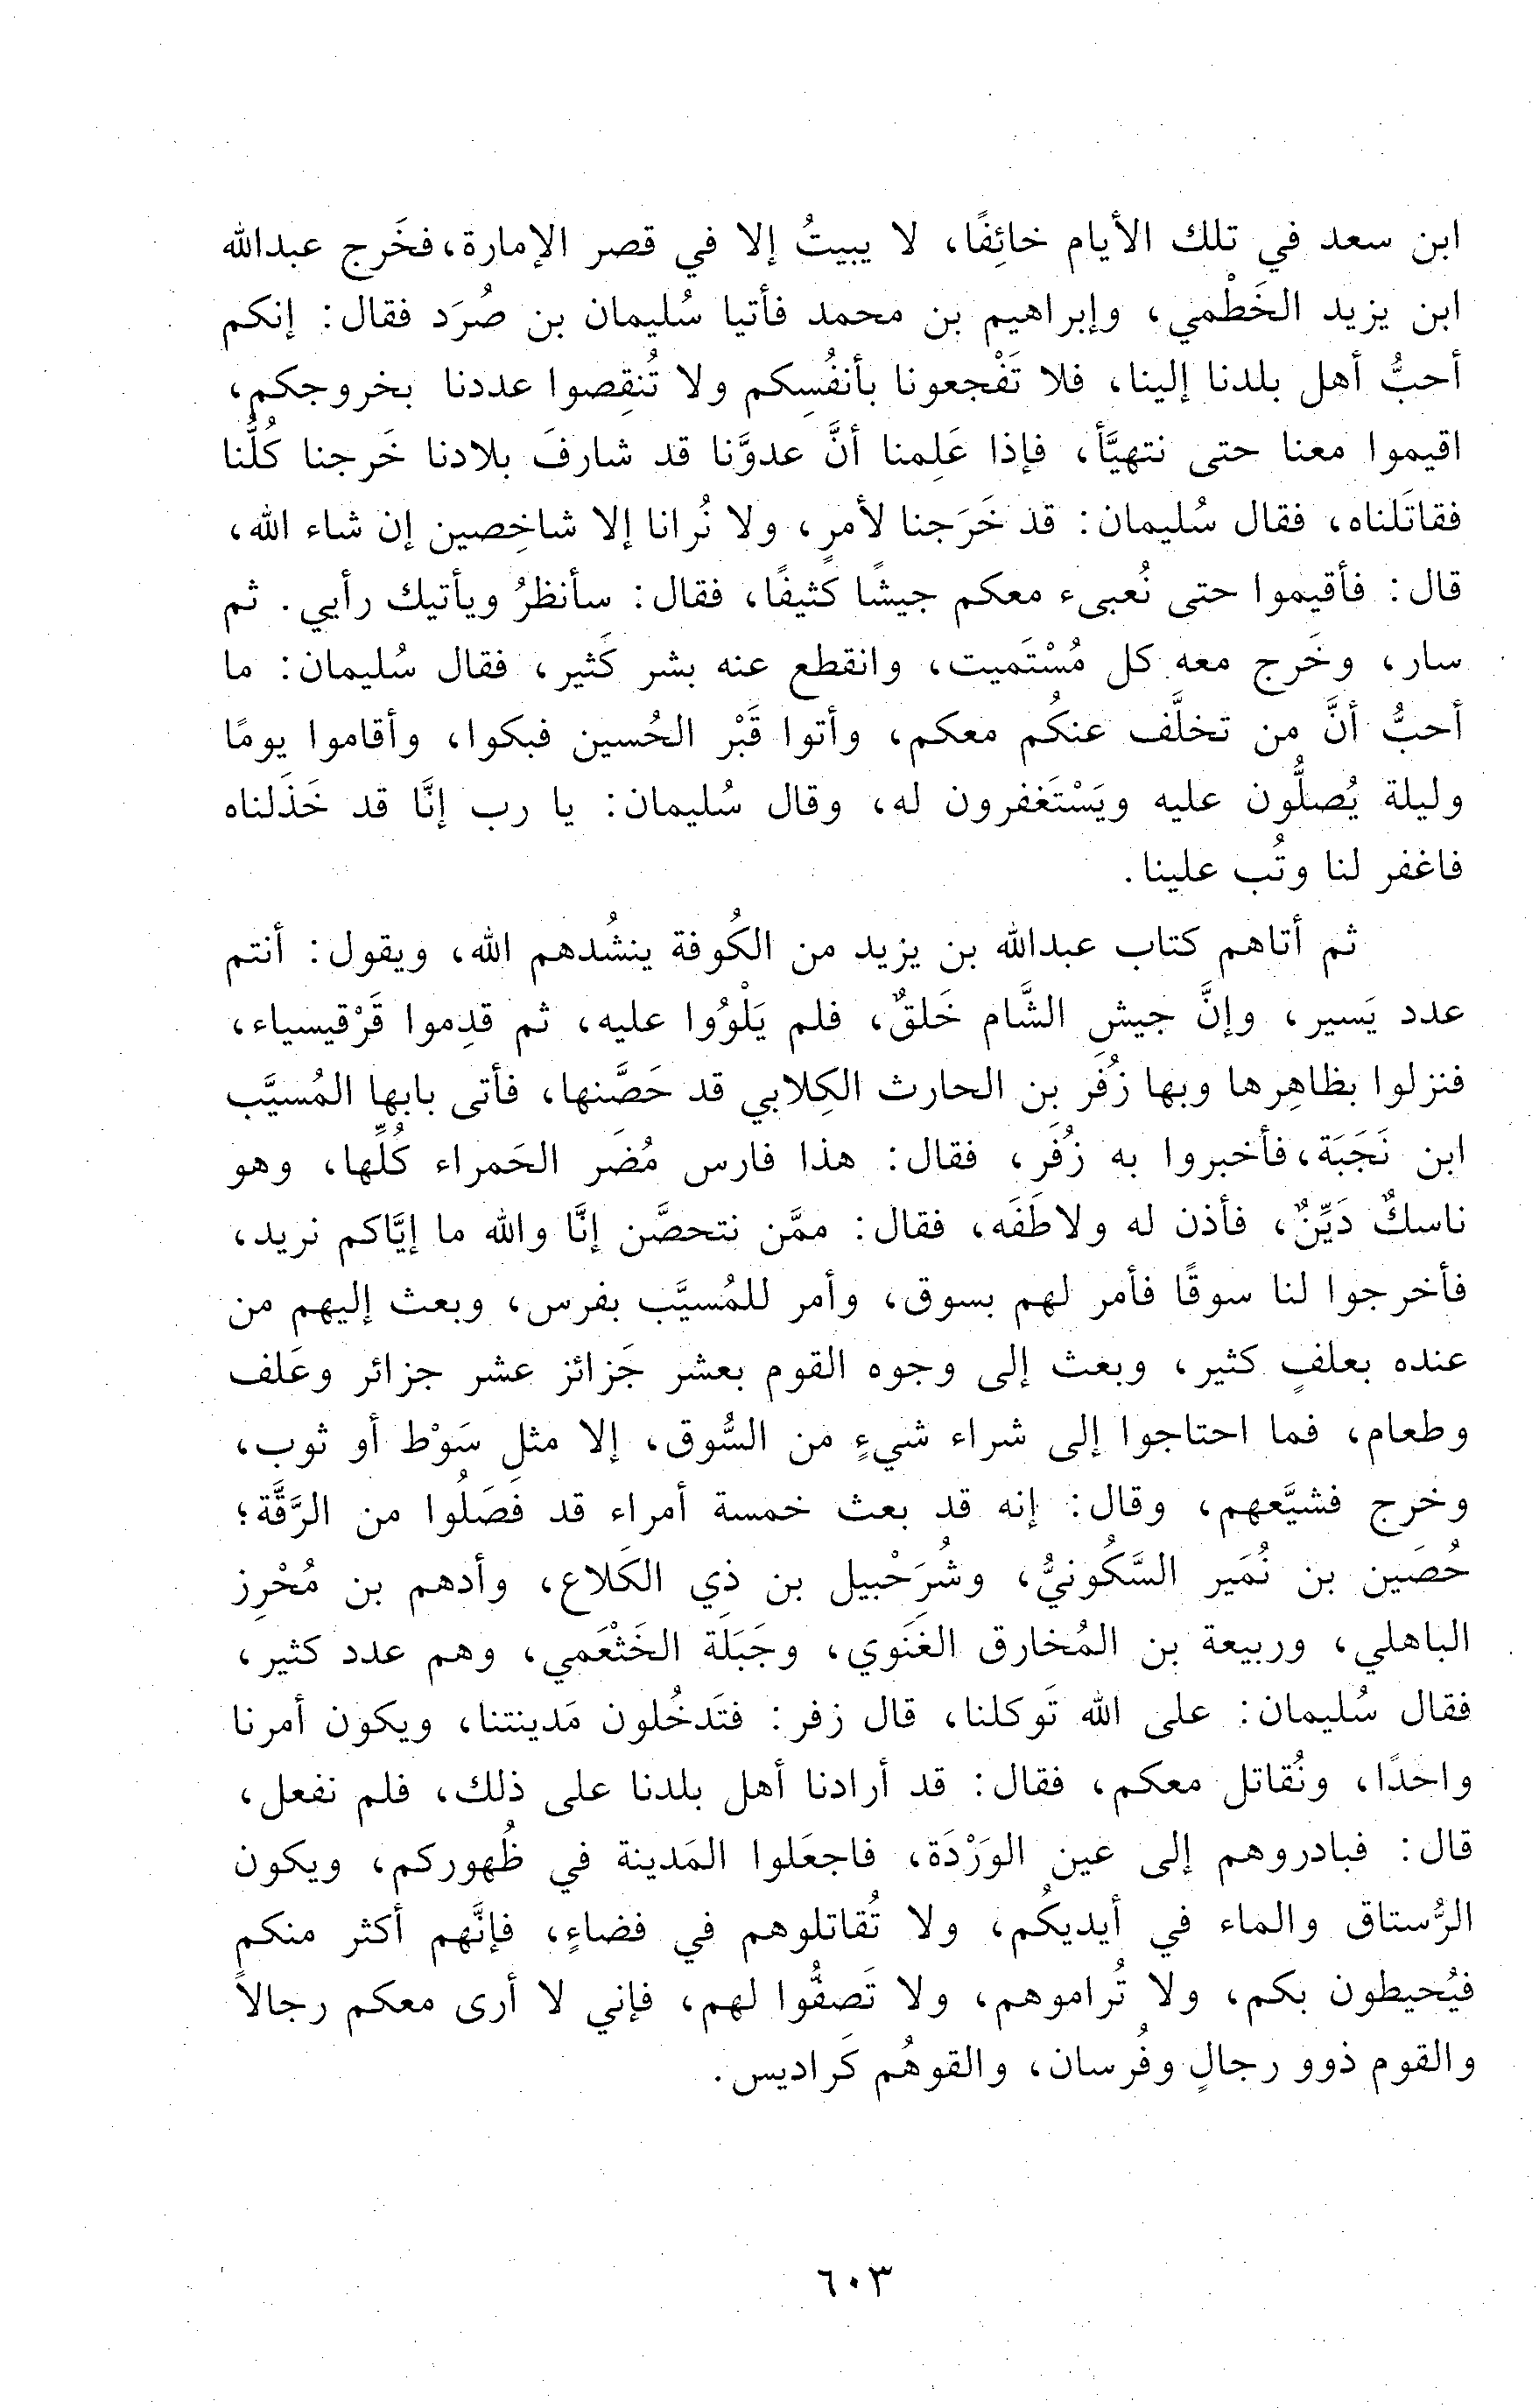 ابن سعد في تلك الأيام خائِفًا، لا يبيتُ إلا في قصر الإمارة،فخَرج عبدالله
ابن يزيد الخَطْمي، وإبراهيم بن محمد فأتيا سُليمان بن صُرَد فقال: إنكم
أحبُّ أهل بلدنا إلينا، فلا تَفْجعونا بأنفُسِكم ولا تُنقِصوا عددنا بخروجكم،
اقيموا معنا حتى نتهيَّأ، فإذا عَلِمنا أنَّ عدوَّنا قد شارفَ بلادنا خَرجنا كُلُّنا
فقاتَلناه، فقال سُليمان: قد خَرَجنا لأمرٍ، ولا نُرانا إلا شاخِصين إن شاء الله،
قال: فأقيموا حتى نُعبىء معكم جيشًا كثيفًا، فقال: سأنظرُ ويأتيك رأيي. ثم
سار، وخَرج معه كل مُسْتَميت، وانقطع عنه بشر كَثير، فقال سُليمان: ما
أحبُّ أنَّ من تخلَّف عنكُم معكم، وأتوا قَبْر الحُسين فبكوا، وأقاموا يومًا
وليلة يُصلُّون عليه ويَسْتَغفرون له، وقال سُليمان: يا رب إنَّا قد خَذَلناه
فاغفر لنا وتُب علينا.
ثم أتاهم كتاب عبدالله بن يزيد من الكُوفة ينشُدهم الله، ويقول: أنتم
عدد يَسير، وإنَّ جيش الشَّام خَلقٌ، فلم يَلْوُوا عليه، ثم قدِموا قَرْقيسياء،
فنزلوا بظاهِرها وبها زُفَر بن الحارث الكِلابي قد حَصَّنها، فأتى بابها المُسيَّب
ابن نَجَبَة،فأخبروا به زُفَر، فقال: هذا فارس مُضَر الحَمراء كُلِّها، وهو
ناسكٌ دَيِّنٌ، فأذن له ولاطَفَه، فقال: ممَّن نتحصَّن إنَّا والله ما إيَّاكم نريد،
فأخرجوا لنا سوقًا فأمر لهم بسوق، وأمر للمُسيَّب بفرس، وبعث إليهم من
عنده بعلفٍ كثير، وبعث إلى وجوه القوم بعشر جَزائز عشر جزائر وعَلف
وطعام، فما احتاجوا إلى شراء شيءٍ من السُّوق، إلا مثل سَوْط أو ثوب،
وخرج فشيَّعهم، وقال: إنه قد بعث خمسة أمراء قد فَصَلُوا من الرَّقَّة؛
حُصَين بن نُمَير السَّكُونيُّ، وشُرَحْبيل بن ذِي الكَلاع، وأدهم بن مُحْرِز
الباهلي، وربيعة بن المُخارق الغَنَوي، وجَبَلَة الخَثْعَمي، وهم عدد كثير،
فقال سُليمان: على الله تَوكلنا، قال زفر: فتَدخُلون مَدينتنا، ويكون أمرنا
واحدًا، ونُقاتل معكم، فقال: قد أرادنا أهل بلدنا على ذلك، فلم نفعل،
قال: فبادروهم إلى عين الوَرْدَة، فاجعَلوا المَدينة في ظُهوركم، ويكون
الرُّستاق والماء في أيديكُم، ولا تُقاتلوهم في فضاءٍ، فإنَّهم أكثر منكم
فيُحيطون بكم، ولا تُراموهم، ولا تَصفُّوا لهم، فإني لا أرى معكم رجالاً
والقوم ذوو رجالٍ وفُرسان، والقوهُم كَراديس.
٦٠٣